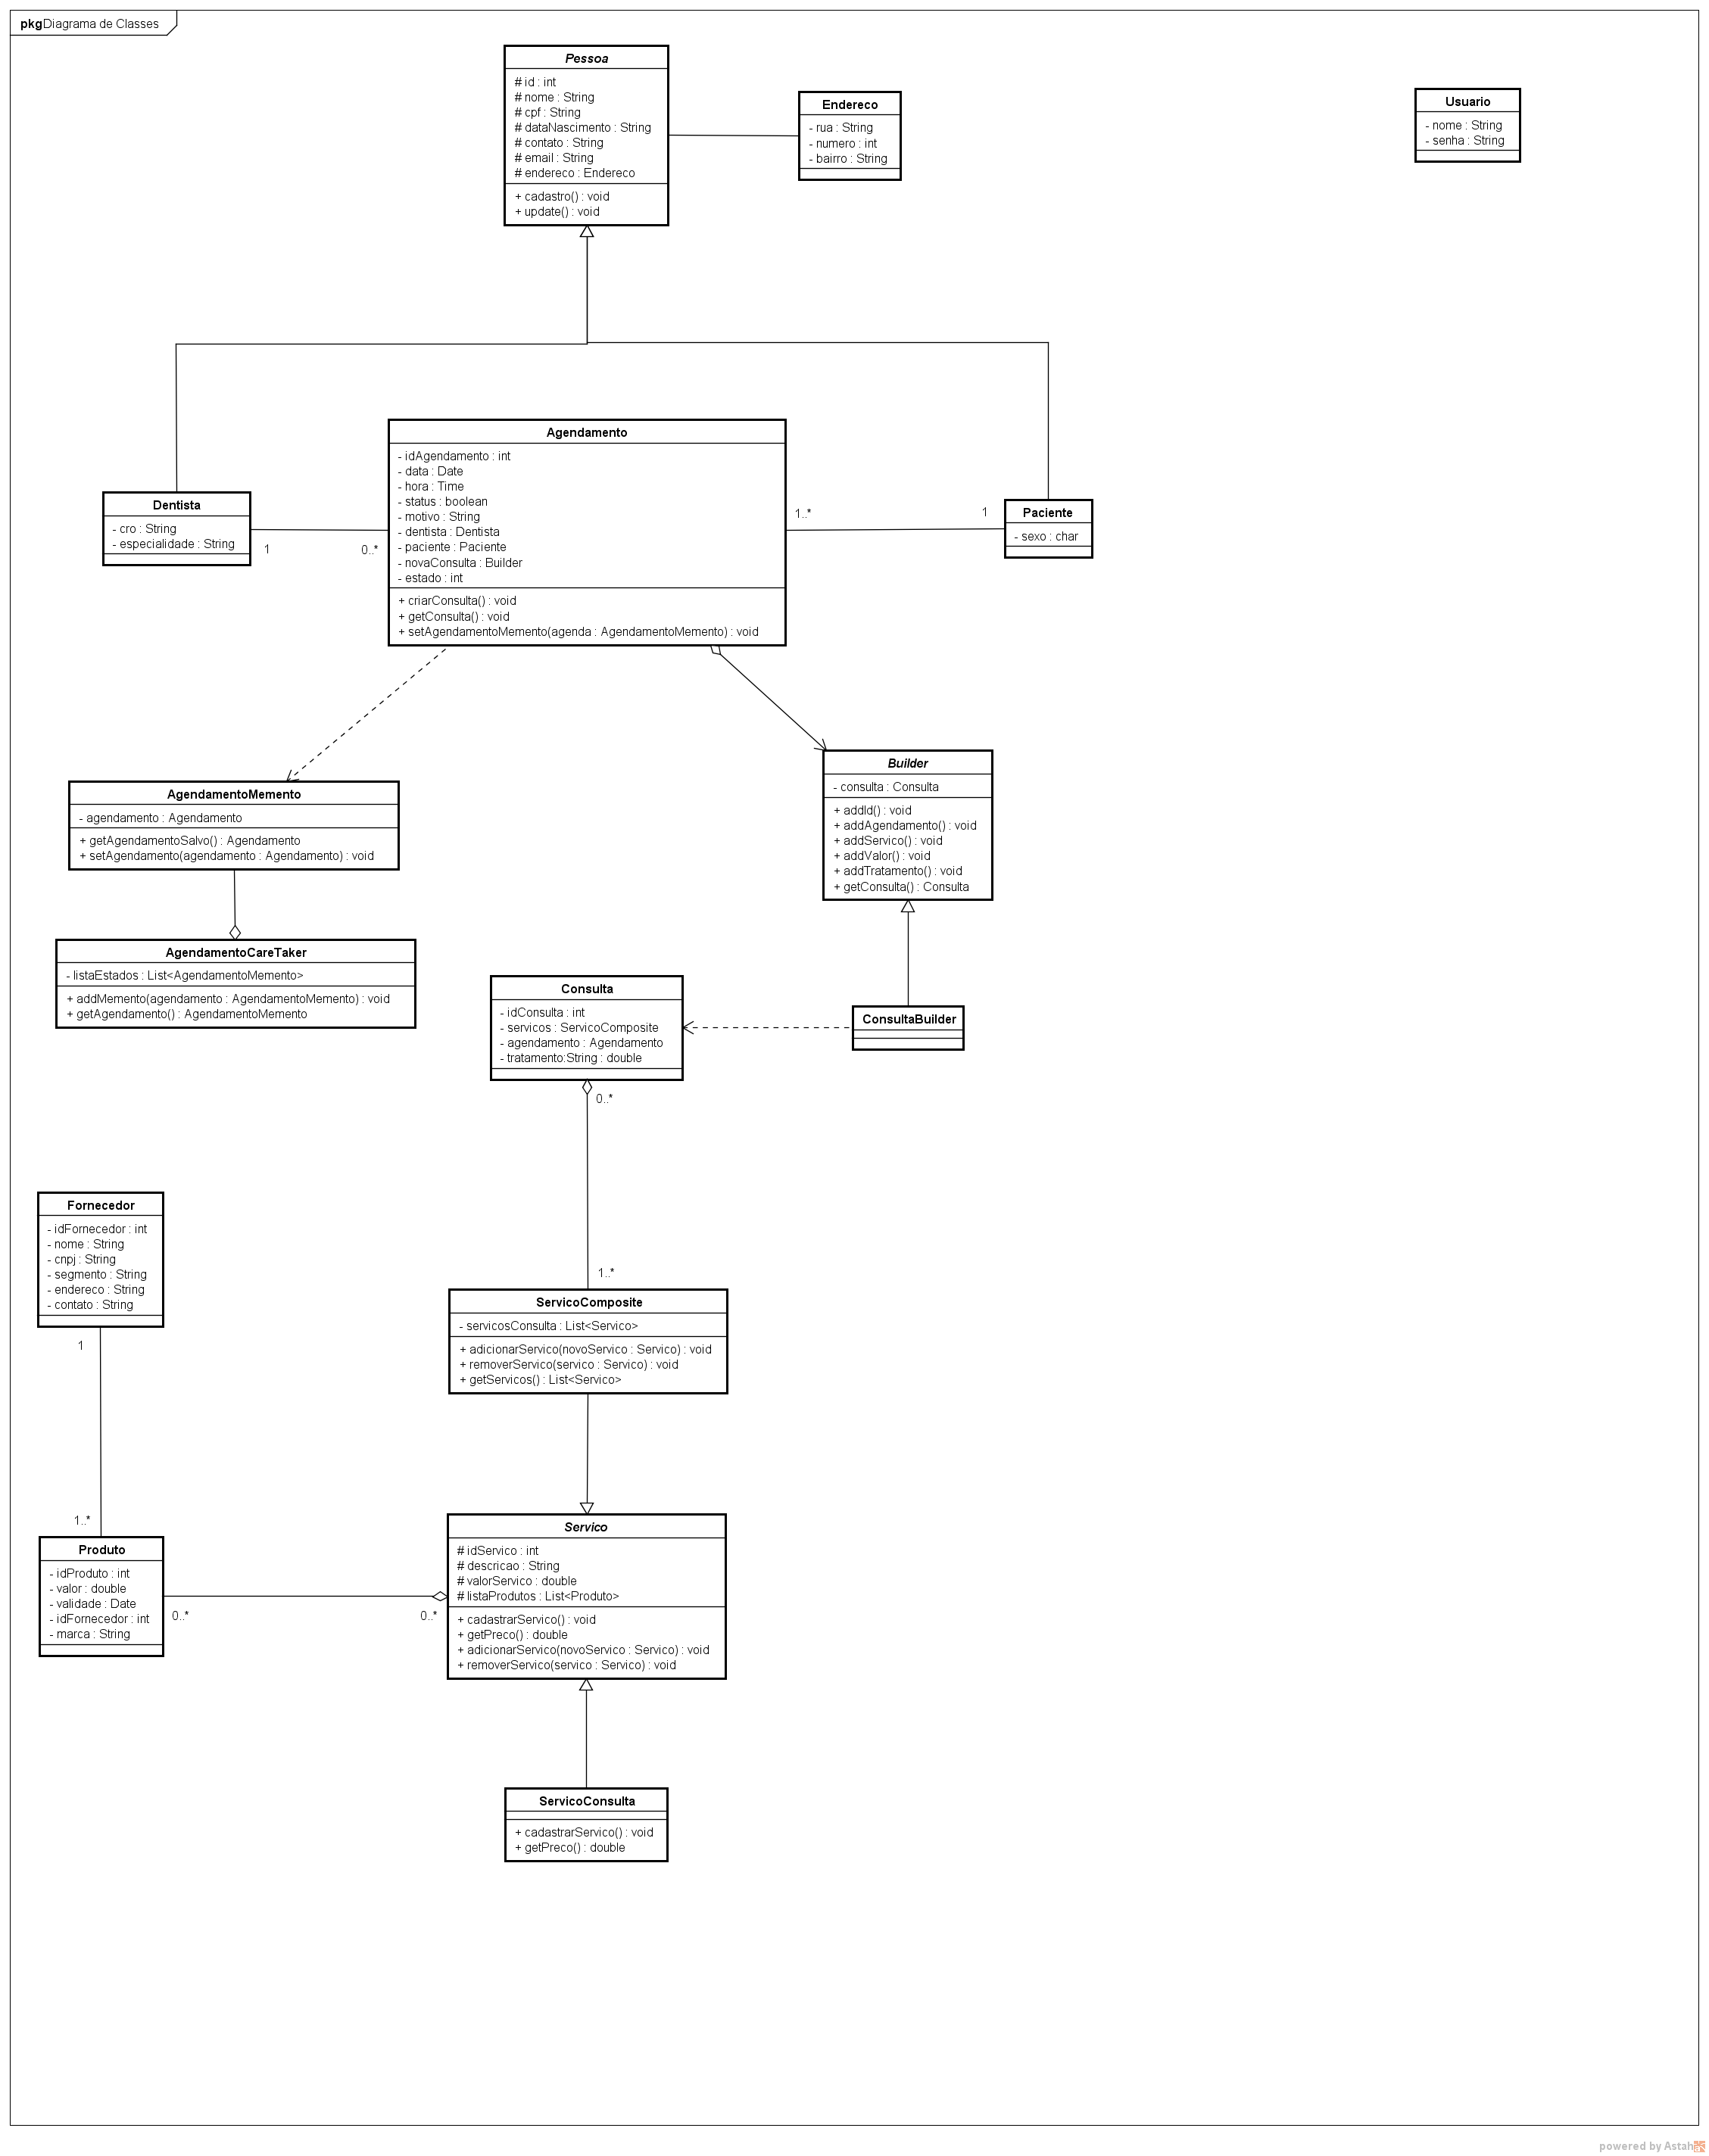 pkg Diagrama de Classes
Pessoa
# id : int
# nome : String
# cpf : String
# dataNascimento : String
# contato : String
# email : String
# endereco : Endereco
+ cadastro() : void
+ update() : void
Endereco
- rua : String
- numero : int
- bairro : String
Usuario
- nome : String
- senha : String
Agendamento
- idAgendamento : int
- data : Date
- hora : Time
- status : boolean
- motivo : String
- dentista : Dentista
- paciente : Paciente
- novaConsulta : Builder
- estado : int
+ criarConsulta() : void
+ getConsulta() : void
+ setAgendamentoMemento(agenda : AgendamentoMemento) : void
Dentista
- cro : String
- especialidade : String
1
0..*
1..*
1
Paciente
- sexo : char
AgendamentoMemento
- agendamento : Agendamento
+ getAgendamentoSalvo() : Agendamento
+ setAgendamento(agendamento : Agendamento) : void
Builder
- consulta : Consulta
+ addId() : void
+ addAgendamento() : void
+ addServico() : void
+ addValor() : void
+ addTratamento() : void
+ getConsulta() : Consulta
AgendamentoCareTaker
- listaEstados : List<AgendamentoMemento>
+ addMemento(agendamento : AgendamentoMemento) : void
+ getAgendamento() : AgendamentoMemento
Consulta
- idConsulta : int
- servicos : ServicoComposite
- agendamento : Agendamento
- tratamento:String : double
ConsultaBuilder
0..*
1..*
Fornecedor
- idFornecedor : int
- nome : String
- cnpj : String
- segmento : String
- endereco : String
- contato : String
1
1..*
ServicoComposite
- servicosConsulta : List<Servico>
+ adicionarServico(novoServico : Servico) : void
+ removerServico(servico : Servico) : void
+ getServicos() : List<Servico>
Produto
- idProduto : int
- valor : double
- validade : Date
- idFornecedor : int
- marca : String
0..*
0..*
Servico
# idServico : int
# descricao : String
# valorServico : double
# listaProdutos : List<Produto>
+ cadastrarServico() : void
+ getPreco() : double
+ adicionarServico(novoServico : Servico) : void
+ removerServico(servico : Servico) : void
ServicoConsulta
+ cadastrarServico() : void
+ getPreco() : double
powered by Astah